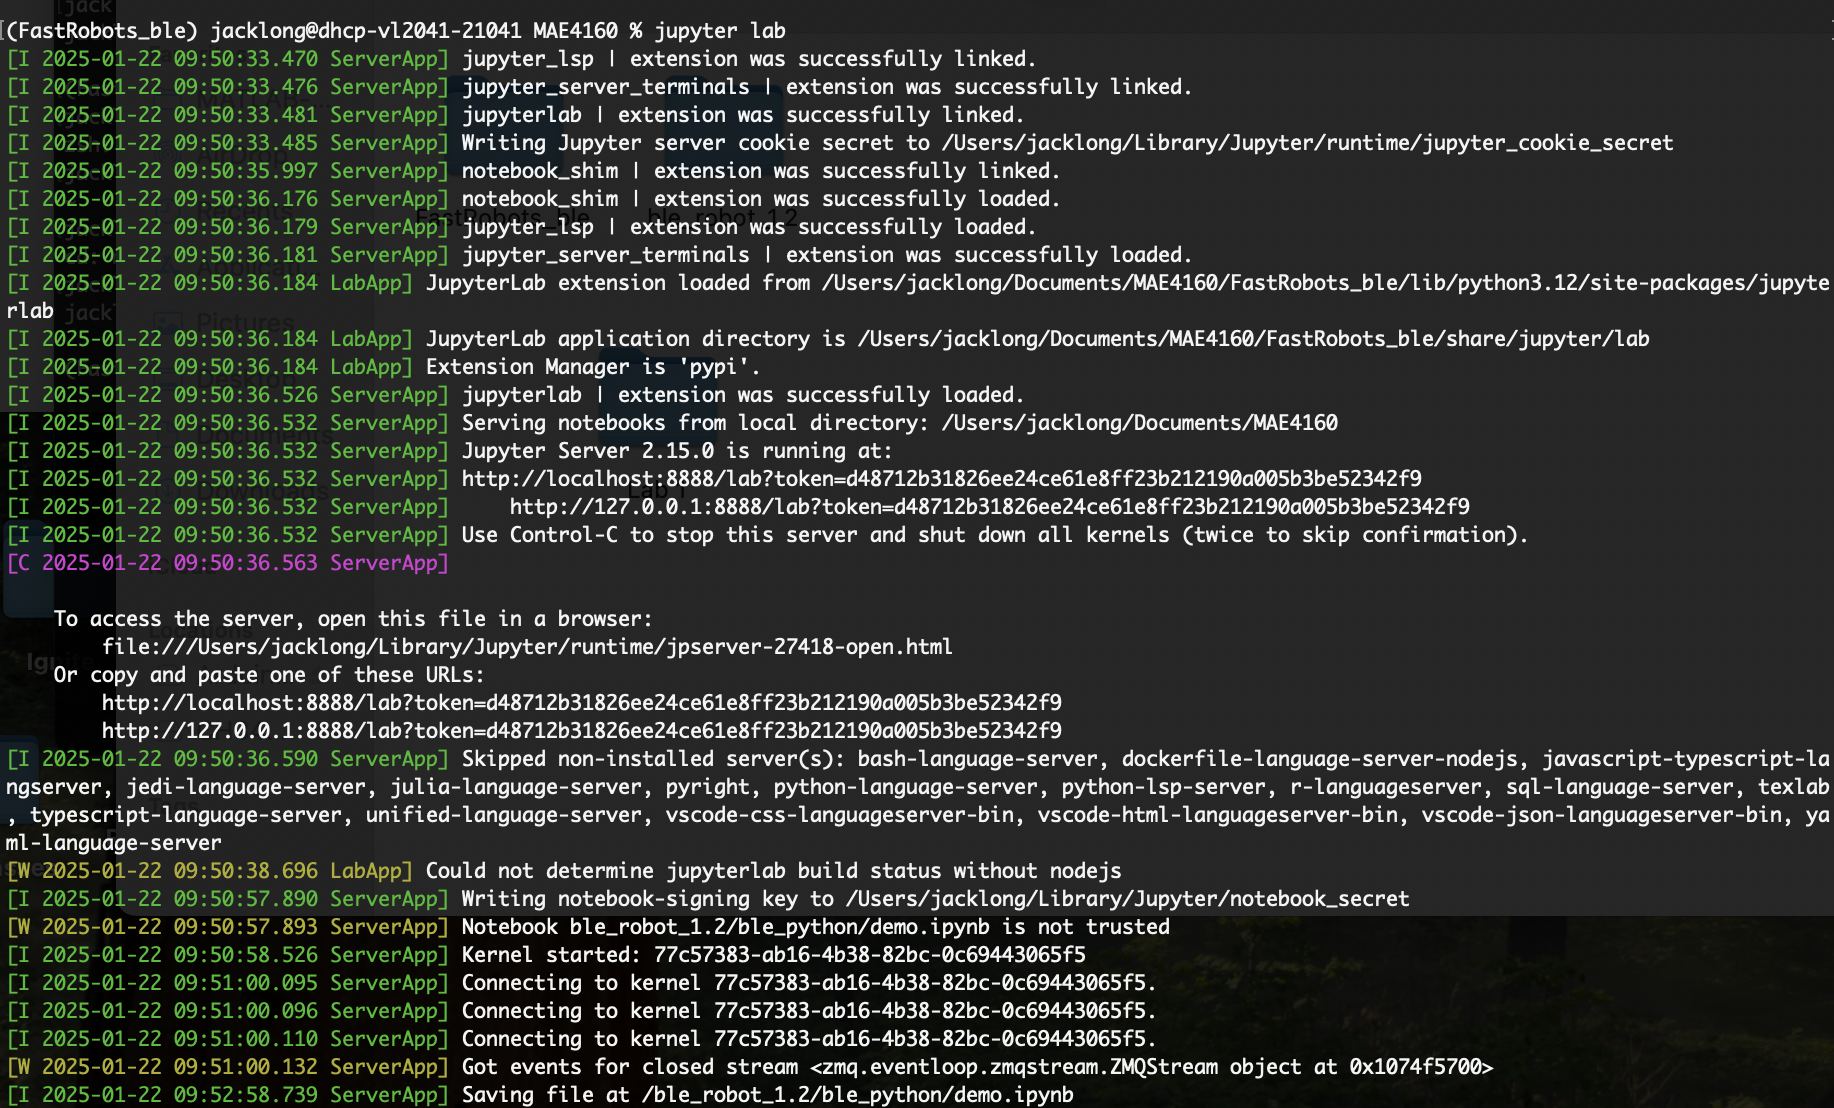 (FastRobots_ble) jacklong@dhcp-vl2041-21041 MAE4160 % jupyter lab
[I 2025-01-22 09:50:33.470 ServerApp] jupyter_lsp | extension was successfully linked.
[I 2025-01-22 09:50:33.476 ServerApp] jupyter_server_terminals | extension was successfully linked.
[I 2025-01-22 09:50:33.481 ServerApp] jupyterlab | extension was successfully linked.
[I 2025-01-22 09:50:33.485 ServerApp] Writing Jupyter server cookie secret to /Users/jacklong/Library/Jupyter/runtime/jupyter_cookie_secret
[I 2025-01-22 09:50:35.997 ServerApp] notebook_shim | extension was successfully linked.
[I 2025-01-22 09:50:36.176 ServerApp] notebook_shim | extension was successfully loaded.
[I 2025-01-22 09:50:36.179 ServerApp] jupyter_lsp | extension was successfully loaded.
[I 2025-01-22 09:50:36.181 ServerApp] jupyter_server_terminals | extension was successfully loaded.
[I 2025-01-22 09:50:36.184 LabApp] JupyterLab extension loaded from /Users/jacklong/Documents/MAE4160/FastRobots_ble/lib/python3.12/site-packages/jupyte
rlab
[I 2025-01-22 09:50:36.184 LabApp] JupyterLab application directory is /Users/jacklong/Documents/MAE4160/FastRobots_ble/share/jupyter/lab
[I 2025-01-22 09:50:36.184 LabApp] Extension Manager is 'pypi'.
[I 2025-01-22 09:50:36.526 ServerApp] jupyterlab | extension was successfully loaded.
[I 2025-01-22 09:50:36.532 ServerApp] Serving notebooks from local directory: /Users/jacklong/Documents/MAE4160
[I 2025-01-22 09:50:36.532 ServerApp] Jupyter Server 2.15.0 is running at:
[I 2025-01-22 09:50:36.532 ServerApp] http://localhost:8888/lab?token=d48712b31826ee24ce61e8ff23b212190a005b3be52342f9
[I 2025-01-22 09:50:36.532 ServerApp]     http://127.0.0.1:8888/lab?token=d48712b31826ee24ce61e8ff23b212190a005b3be52342f9
[I 2025-01-22 09:50:36.532 ServerApp] Use Control-C to stop this server and shut down all kernels (twice to skip confirmation).
[C 2025-01-22 09:50:36.563 ServerApp]
    To access the server, open this file in a browser:
        file:///Users/jacklong/Library/Jupyter/runtime/jpserver-27418-open.html
    Or copy and paste one of these URLs:
        http://localhost:8888/lab?token=d48712b31826ee24ce61e8ff23b212190a005b3be52342f9
        http://127.0.0.1:8888/lab?token=d48712b31826ee24ce61e8ff23b212190a005b3be52342f9
[I 2025-01-22 09:50:36.590 ServerApp] Skipped non-installed server(s): bash-language-server, dockerfile-language-server-nodejs, javascript-typescript-la
ngserver, jedi-language-server, julia-language-server, pyright, python-language-server, python-lsp-server, r-languageserver, sql-language-server, texlab
, typescript-language-server, unified-language-server, vscode-css-languageserver-bin, vscode-html-languageserver-bin, vscode-json-languageserver-bin, ya
ml-language-server
[W 2025-01-22 09:50:38.696 LabApp] Could not determine jupyterlab build status without nodejs
[I 2025-01-22 09:50:57.890 ServerApp] Writing notebook-signing key to /Users/jacklong/Library/Jupyter/notebook_secret
[W 2025-01-22 09:50:57.893 ServerApp] Notebook ble_robot_1.2/ble_python/demo.ipynb is not trusted
[I 2025-01-22 09:50:58.526 ServerApp] Kernel started: 77c57383-ab16-4b38-82bc-0c69443065f5
[I 2025-01-22 09:51:00.095 ServerApp] Connecting to kernel 77c57383-ab16-4b38-82bc-0c69443065f5.
[I 2025-01-22 09:51:00.096 ServerApp] Connecting to kernel 77c57383-ab16-4b38-82bc-0c69443065f5.
[I 2025-01-22 09:51:00.110 ServerApp] Connecting to kernel 77c57383-ab16-4b38-82bc-0c69443065f5.
[W 2025-01-22 09:51:00.132 ServerApp] Got events for closed stream <zmq.eventloop.zmqstream.ZMQStream object at 0x1074f5700>
[I 2025-01-22 09:52:58.739 ServerApp] Saving file at /ble_robot_1.2/ble_python/demo.ipynb